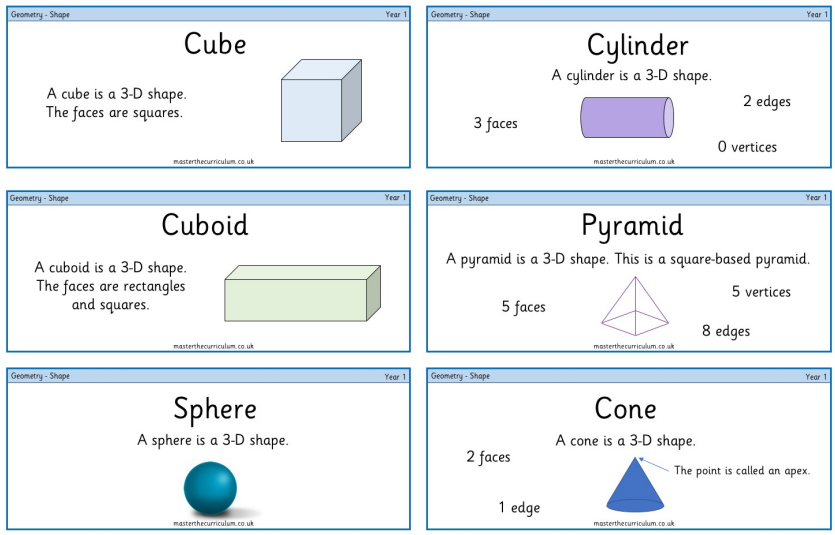 Geometry - Shape Year 1
Cube
A cube is a 3-D shape.
The faces are squares.
masterthecurriculum.co.uk
Geometry - Shape Year 1
Cylinder
A cylinder is a 3-D shape.
2 edges
3 faces
0 vertices
masterthecurriculum.co.uk
Geometry - Shape Year 1
Cuboid
A cuboid is a 3-D shape.
The faces are rectangles
and squares.
masterthecurriculum.co.uk
Geometry - Shape Year 1
Pyramid
A pyramid is a 3-D shape. This is a square-based pyramid.
5 vertices
5 faces
8 edges
masterthecurriculum.co.uk
Geometry - Shape Year 1
Sphere
A sphere is a 3-D shape.
masterthecurriculum.co.uk
Geometry - Shape Year 1
Cone
A cone is a 3-D shape.
2 faces
The point is called an apex.
1 edge
masterthecurriculum.co.uk